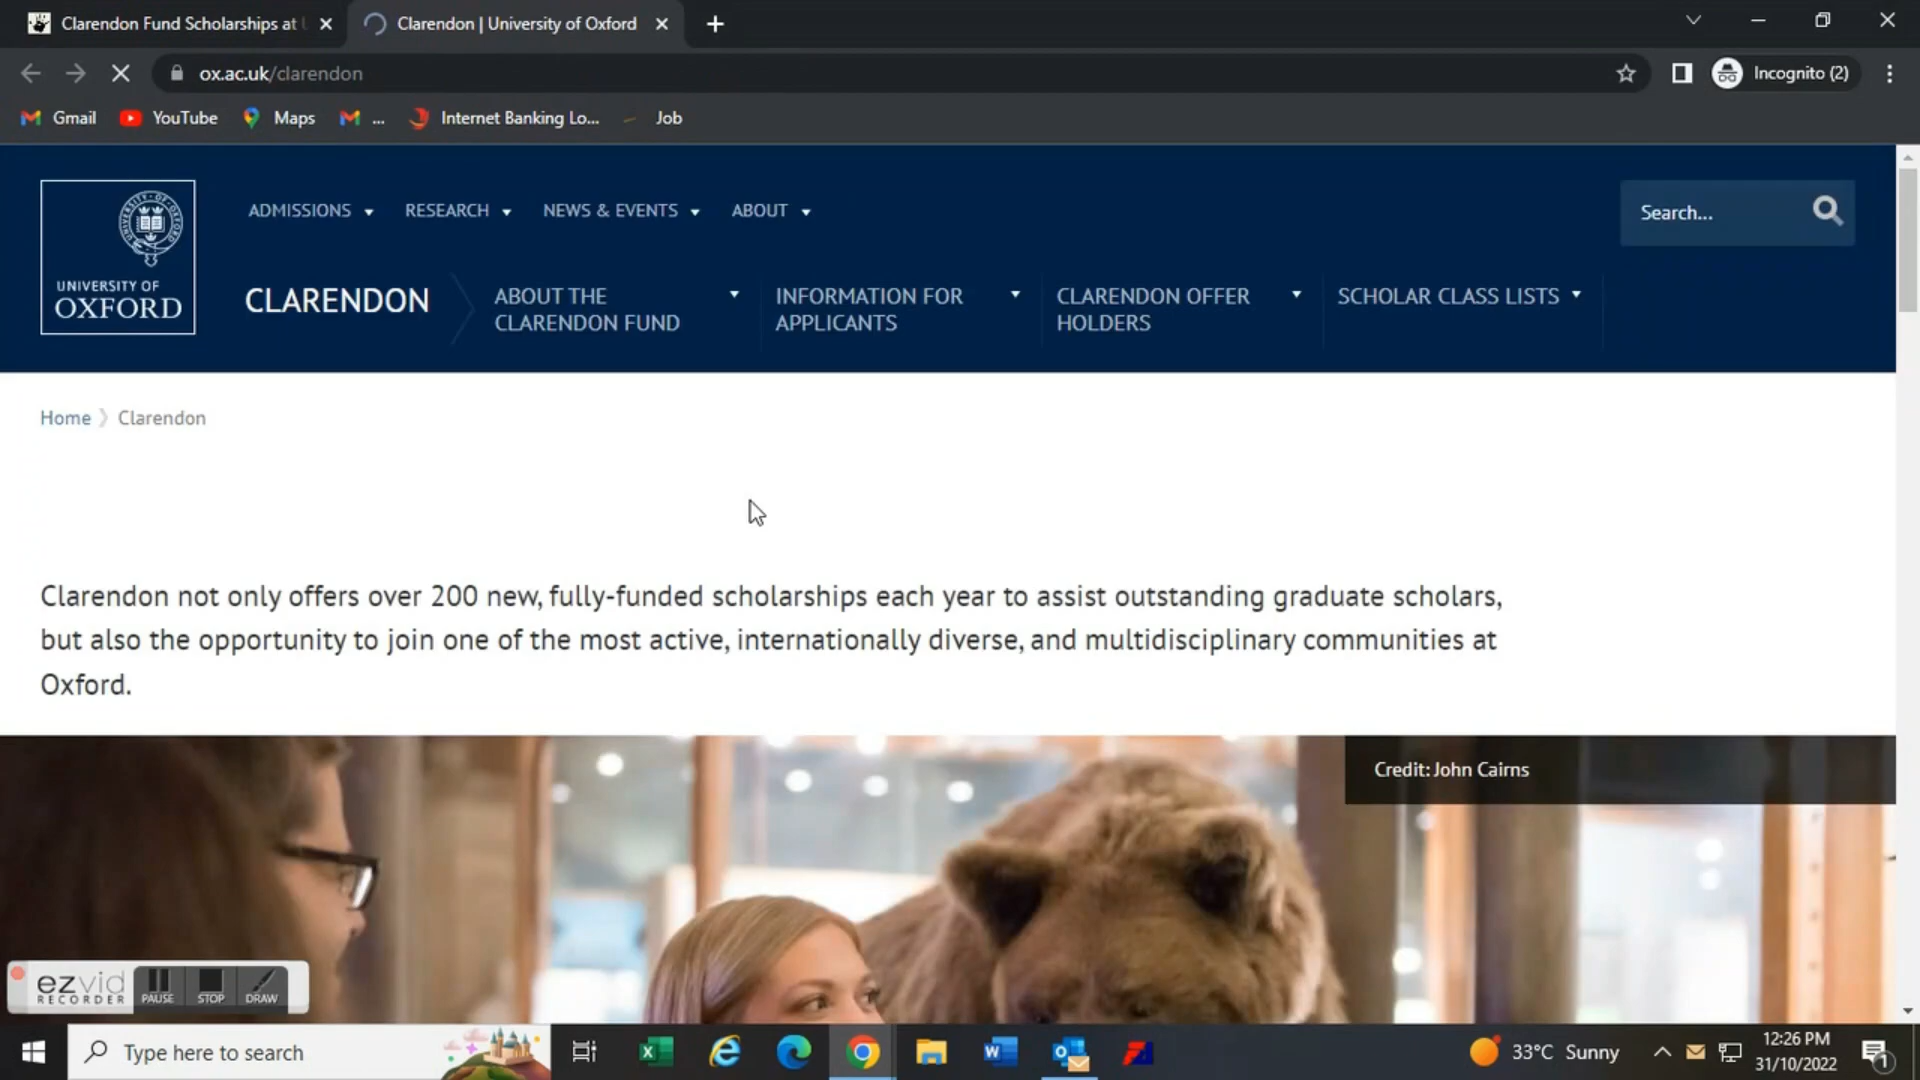 Clarendon Fund Scholarships at
Clarendon | University of Oxford
ox.ac.uk/clarendon
Incognito (2)
Gmail
YouTube
Maps
...
Internet Banking Lo...
Job
UNIVERSITY OF
OXFORD
ADMISSIONS
RESEARCH
NEWS & EVENTS
ABOUT
Search...
CLARENDON
ABOUT THE
CLARENDON FUND
INFORMATION FOR
APPLICANTS
CLARENDON OFFER
HOLDERS
SCHOLAR CLASS LISTS
Home 〉 Clarendon
Clarendon not only offers over 200 new, fully-funded scholarships each year to assist outstanding graduate scholars,
but also the opportunity to join one of the most active, internationally diverse, and multidisciplinary communities at
Oxford.
Credit: John Cairns
ezvid
RECORDER
PAUSE
STOP
DRAW
Type here to search
33°C Sunny
12:26 PM
31/10/2022
1